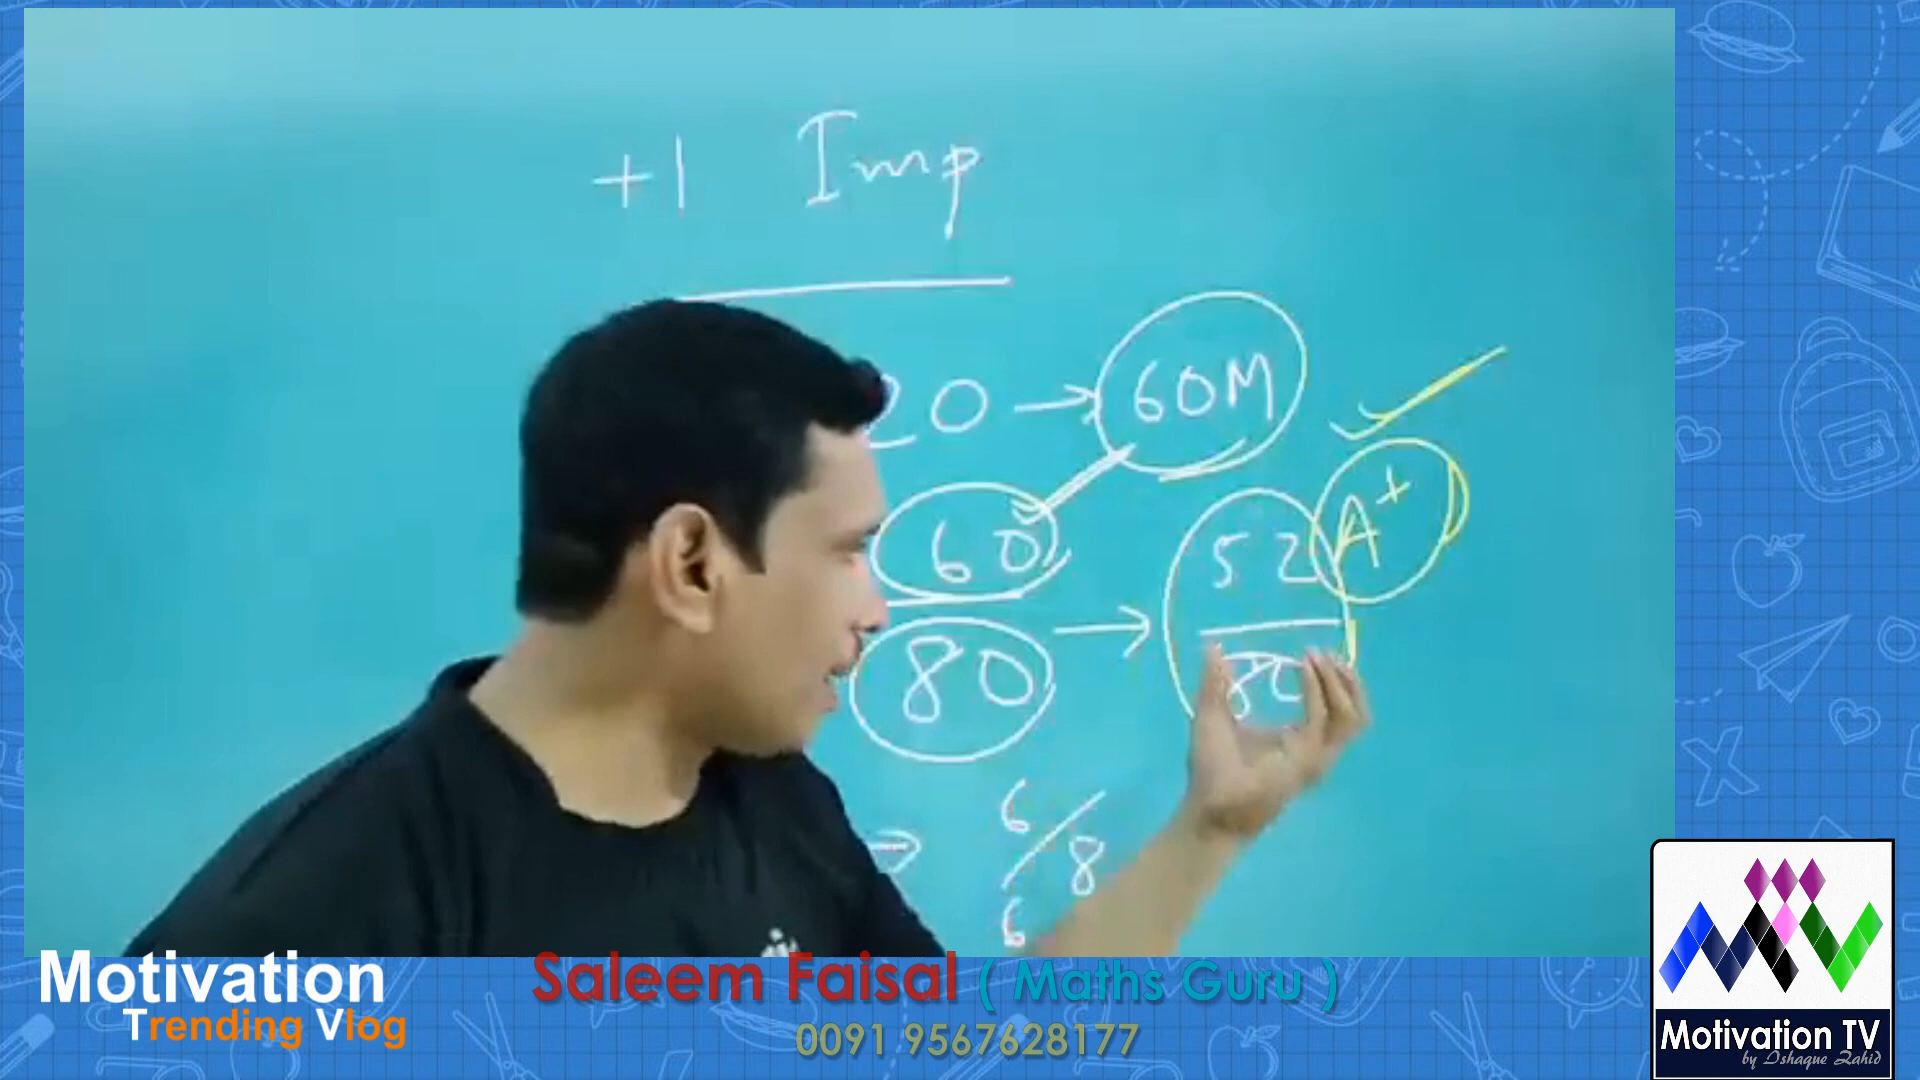 +1 Imp
20 → 60M
60
52 A+
80 → 80
→ 6/8
6
Motivation
Trending Vlog
Saleem Faisal ( Maths Guru )
0091 9567628177
MTV
Motivation TV
by Ishaque Zahid